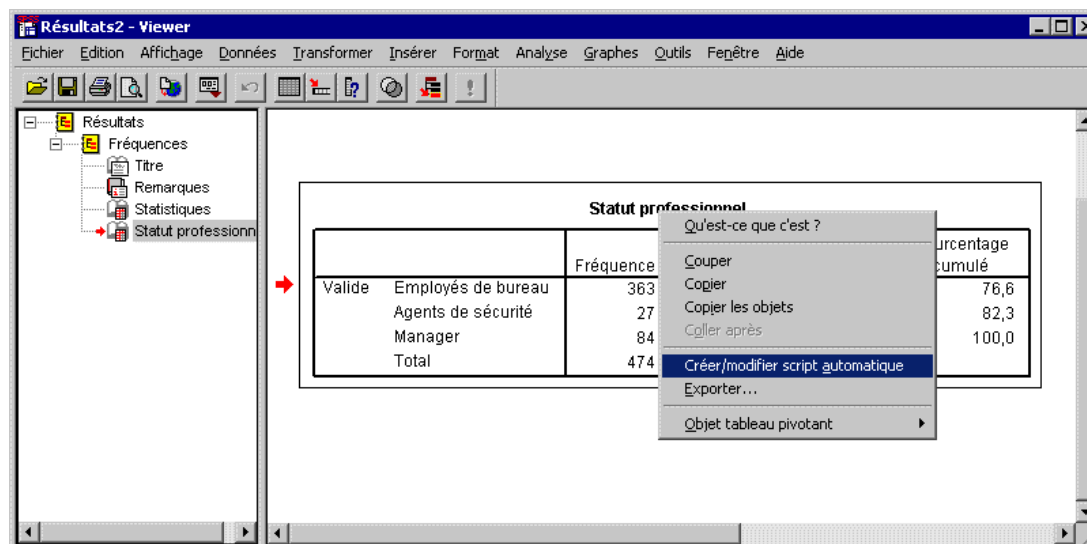 Résultats2 - Viewer
Fichier Edition Affichage Données Transformer Insérer Format Analyse Graphes Outils Fenêtre Aide
Résultats
Fréquences
Titre
Remarques
Statistiques
Statut professionn
Statut professionnel
Fréquence
urcentage
cumulé
Valide Employés de bureau 363 76,6
Agents de sécurité 27 82,3
Manager 84 100,0
Total 474
Qu'est-ce que c'est ?
Couper
Copier
Copier les objets
Coller après
Créer/modifier script automatique
Exporter...
Objet tableau pivotant